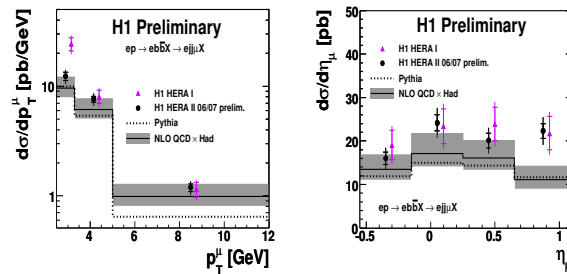 H1 Preliminary
dσ/dp_T^μ [pb/GeV]
H1 HERA I
H1 HERA II 06/07 prelim.
Pythia
NLO QCD × Had
ep → ebb̄X → ejjμX
10
1
4
6
8
10
12
p_T^μ [GeV]
H1 Preliminary
dσ/dη_μ [pb]
H1 HERA I
H1 HERA II 06/07 prelim.
Pythia
NLO QCD × Had
ep → ebb̄X → ejjμX
50
40
30
20
10
0
-0.5
0
0.5
1